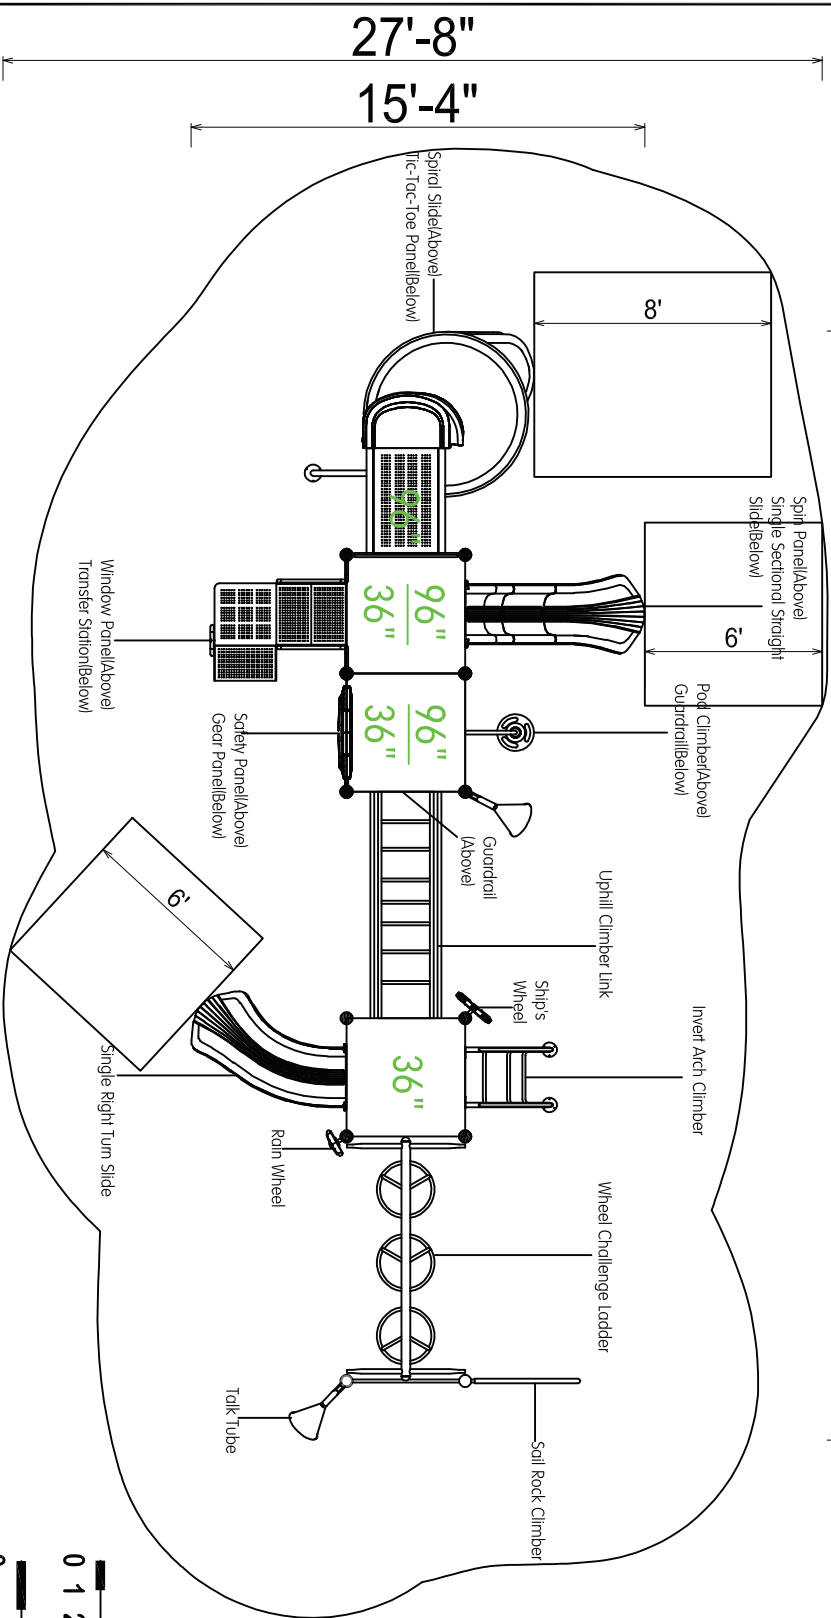 27'-8"
15'-4"
Spiral Slide(Above)
Tic-Tac-Toe Panel(Below)
8'
96"
Spin Panel(Above)
Single Sectional Straight
Slide(Below)
6'
96"
36"
Window Panel(Above)
Transfer Station(Below)
Pod Climber(Above)
Guardrail(Below)
96"
36"
Safety Panel(Above)
Gear Panel(Below)
Guardrail
(Above)
Uphill Climber Link
6'
Ship's
Wheel
Invert Arch Climber
36"
Single Right Turn Slide
Rain Wheel
Wheel Challenge Ladder
Talk Tube
Sail Rock Climber
0 1